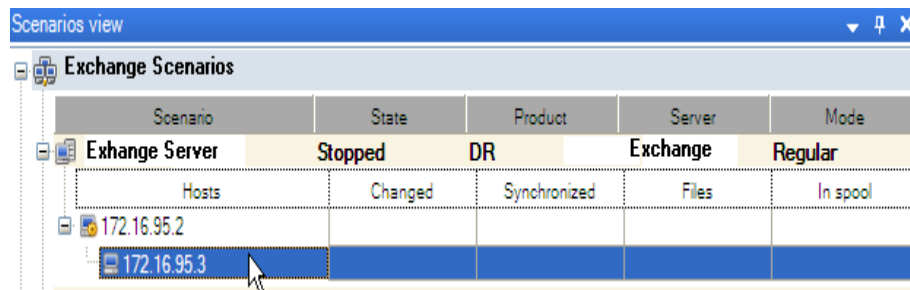 Scenarios view
Exchange Scenarios
Scenario State Product Server Mode
Exhange Server Stopped DR Exchange Regular
Hosts Changed Synchronized Files In spool
172.16.95.2
172.16.95.3